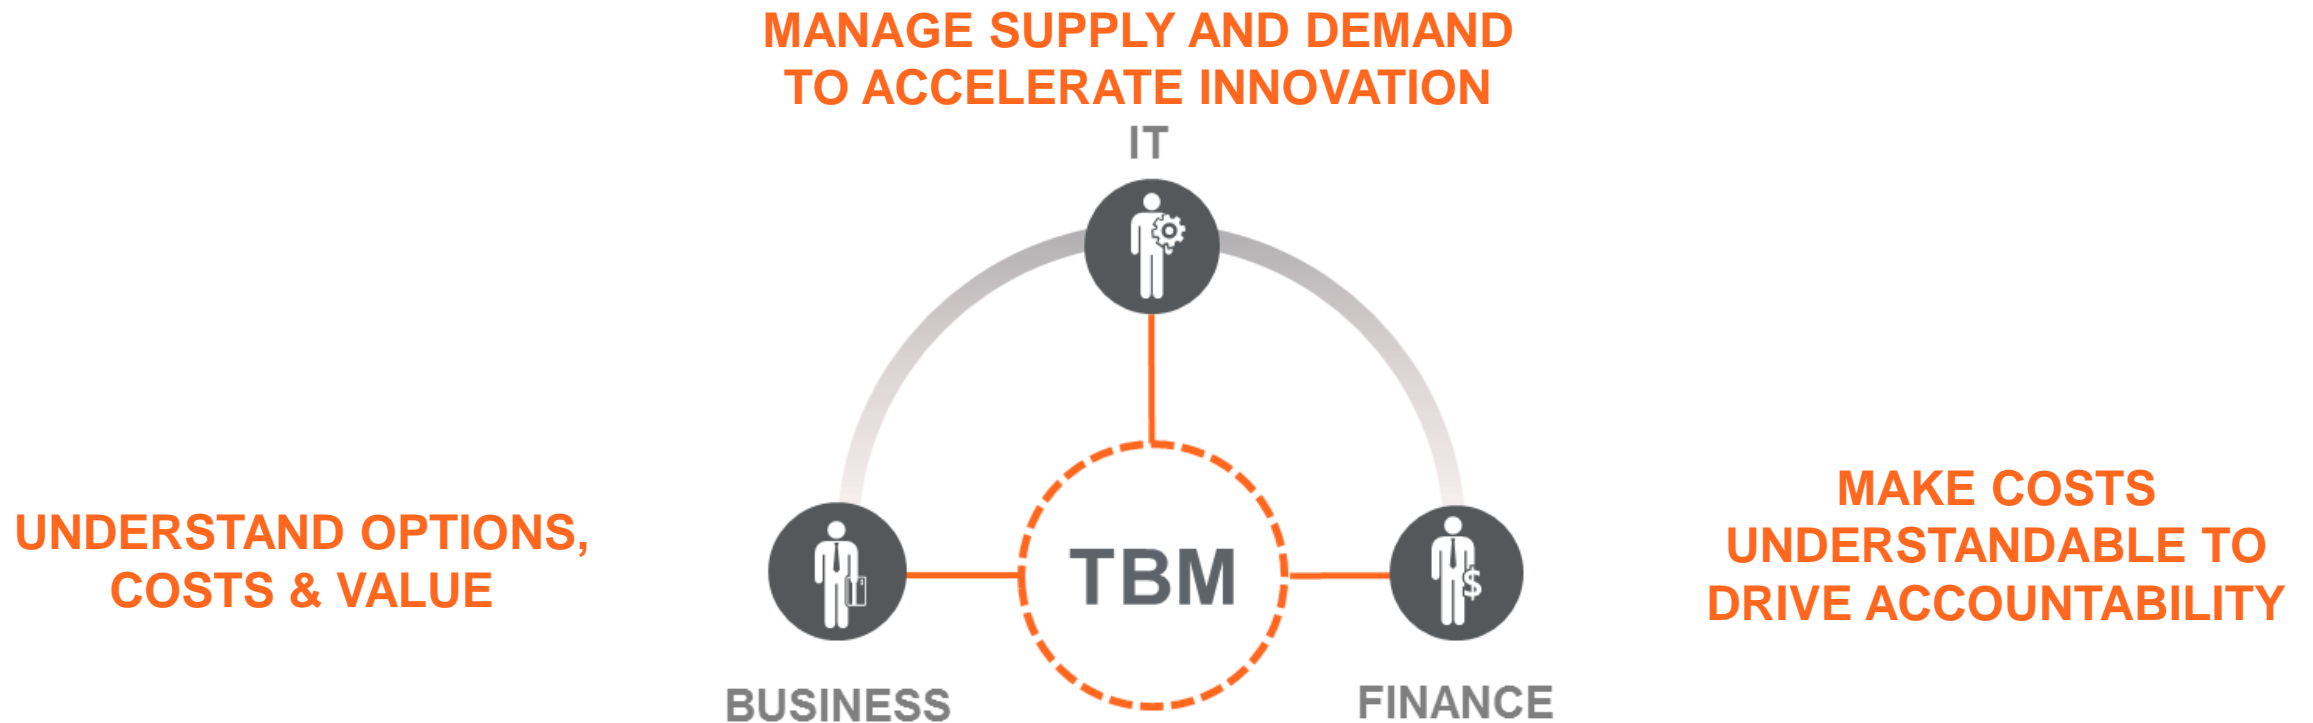 MANAGE SUPPLY AND DEMAND
TO ACCELERATE INNOVATION
IT
UNDERSTAND OPTIONS,
COSTS & VALUE
TBM
$
MAKE COSTS
UNDERSTANDABLE TO
DRIVE ACCOUNTABILITY
BUSINESS
FINANCE